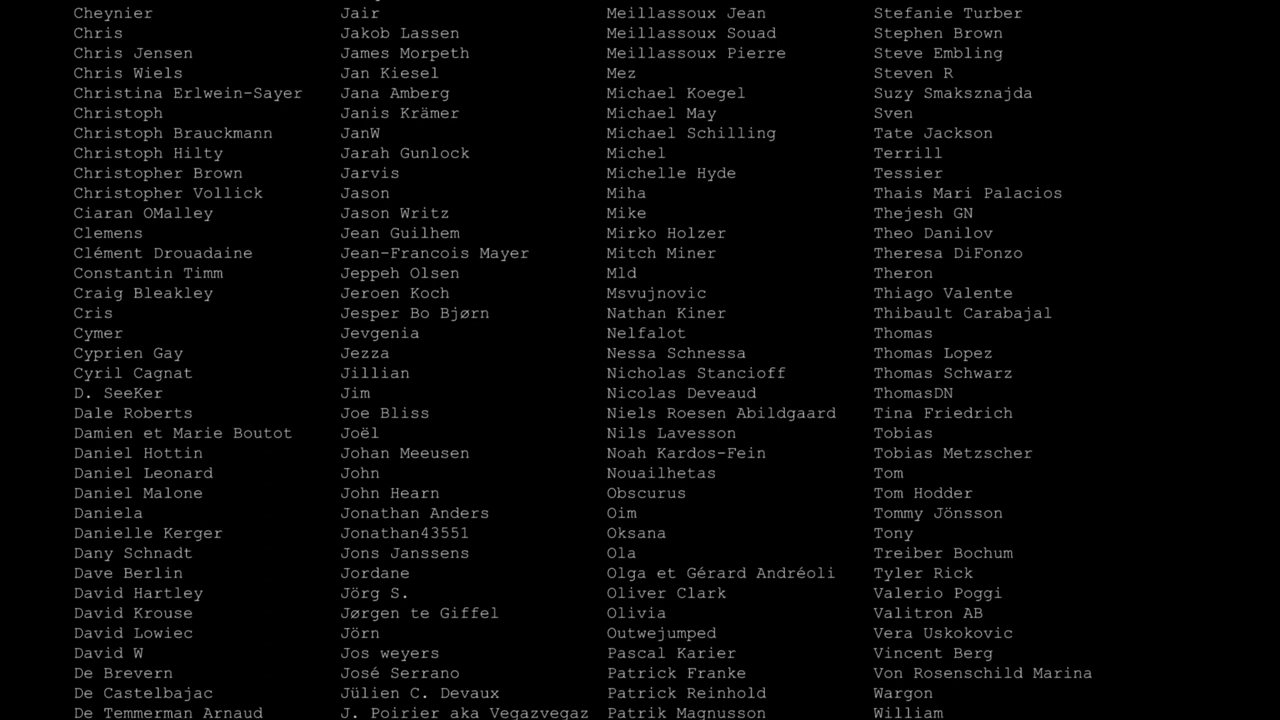 Cheynier
Chris
Chris Jensen
Chris Wiels
Christina Erlwein-Sayer
Christoph
Christoph Brauckmann
Christoph Hilty
Christopher Brown
Christopher Vollick
Ciaran OMalley
Clemens
Clément Drouadaine
Constantin Timm
Craig Bleakley
Cris
Cymer
Cyprien Gay
Cyril Cagnat
D. SeeKer
Dale Roberts
Damien et Marie Boutot
Daniel Hottin
Daniel Leonard
Daniel Malone
Daniela
Danielle Kerger
Dany Schnadt
Dave Berlin
David Hartley
David Krouse
David Lowiec
David W
De Brevern
De Castelbajac
De Temmerman Arnaud
Jair
Jakob Lassen
James Morpeth
Jan Kiesel
Jana Amberg
Janis Krämer
JanW
Jarah Gunlock
Jarvis
Jason
Jason Writz
Jean Guilhem
Jean-Francois Mayer
Jeppeh Olsen
Jeroen Koch
Jesper Bo Bjørn
Jevgenia
Jezza
Jillian
Jim
Joe Bliss
Joël
Johan Meeusen
John
John Hearn
Jonathan Anders
Jonathan43551
Jons Janssens
Jordane
Jörg S.
Jørgen te Giffel
Jörn
Jos weyers
José Serrano
Jülien C. Devaux
J. Poirier aka Vegazvegaz
Meillassoux Jean
Meillassoux Souad
Meillassoux Pierre
Mez
Michael Koegel
Michael May
Michael Schilling
Michel
Michelle Hyde
Miha
Mike
Mirko Holzer
Mitch Miner
Mld
Msvujnovic
Nathan Kiner
Nelfalot
Nessa Schnessa
Nicholas Stancioff
Nicolas Deveaud
Niels Roesen Abildgaard
Nils Lavesson
Noah Kardos-Fein
Nouailhetas
Obscurus
Oim
Oksana
Ola
Olga et Gérard Andréoli
Oliver Clark
Olivia
Outwejumped
Pascal Karier
Patrick Franke
Patrick Reinhold
Patrik Magnusson
Stefanie Turber
Stephen Brown
Steve Embling
Steven R
Suzy Smaksznajda
Sven
Tate Jackson
Terrill
Tessier
Thais Mari Palacios
Thejesh GN
Theo Danilov
Theresa DiFonzo
Theron
Thiago Valente
Thibault Carabajal
Thomas
Thomas Lopez
Thomas Schwarz
ThomasDN
Tina Friedrich
Tobias
Tobias Metzscher
Tom
Tom Hodder
Tommy Jönsson
Tony
Treiber Bochum
Tyler Rick
Valerio Poggi
Valitron AB
Vera Uskokovic
Vincent Berg
Von Rosenschild Marina
Wargon
William